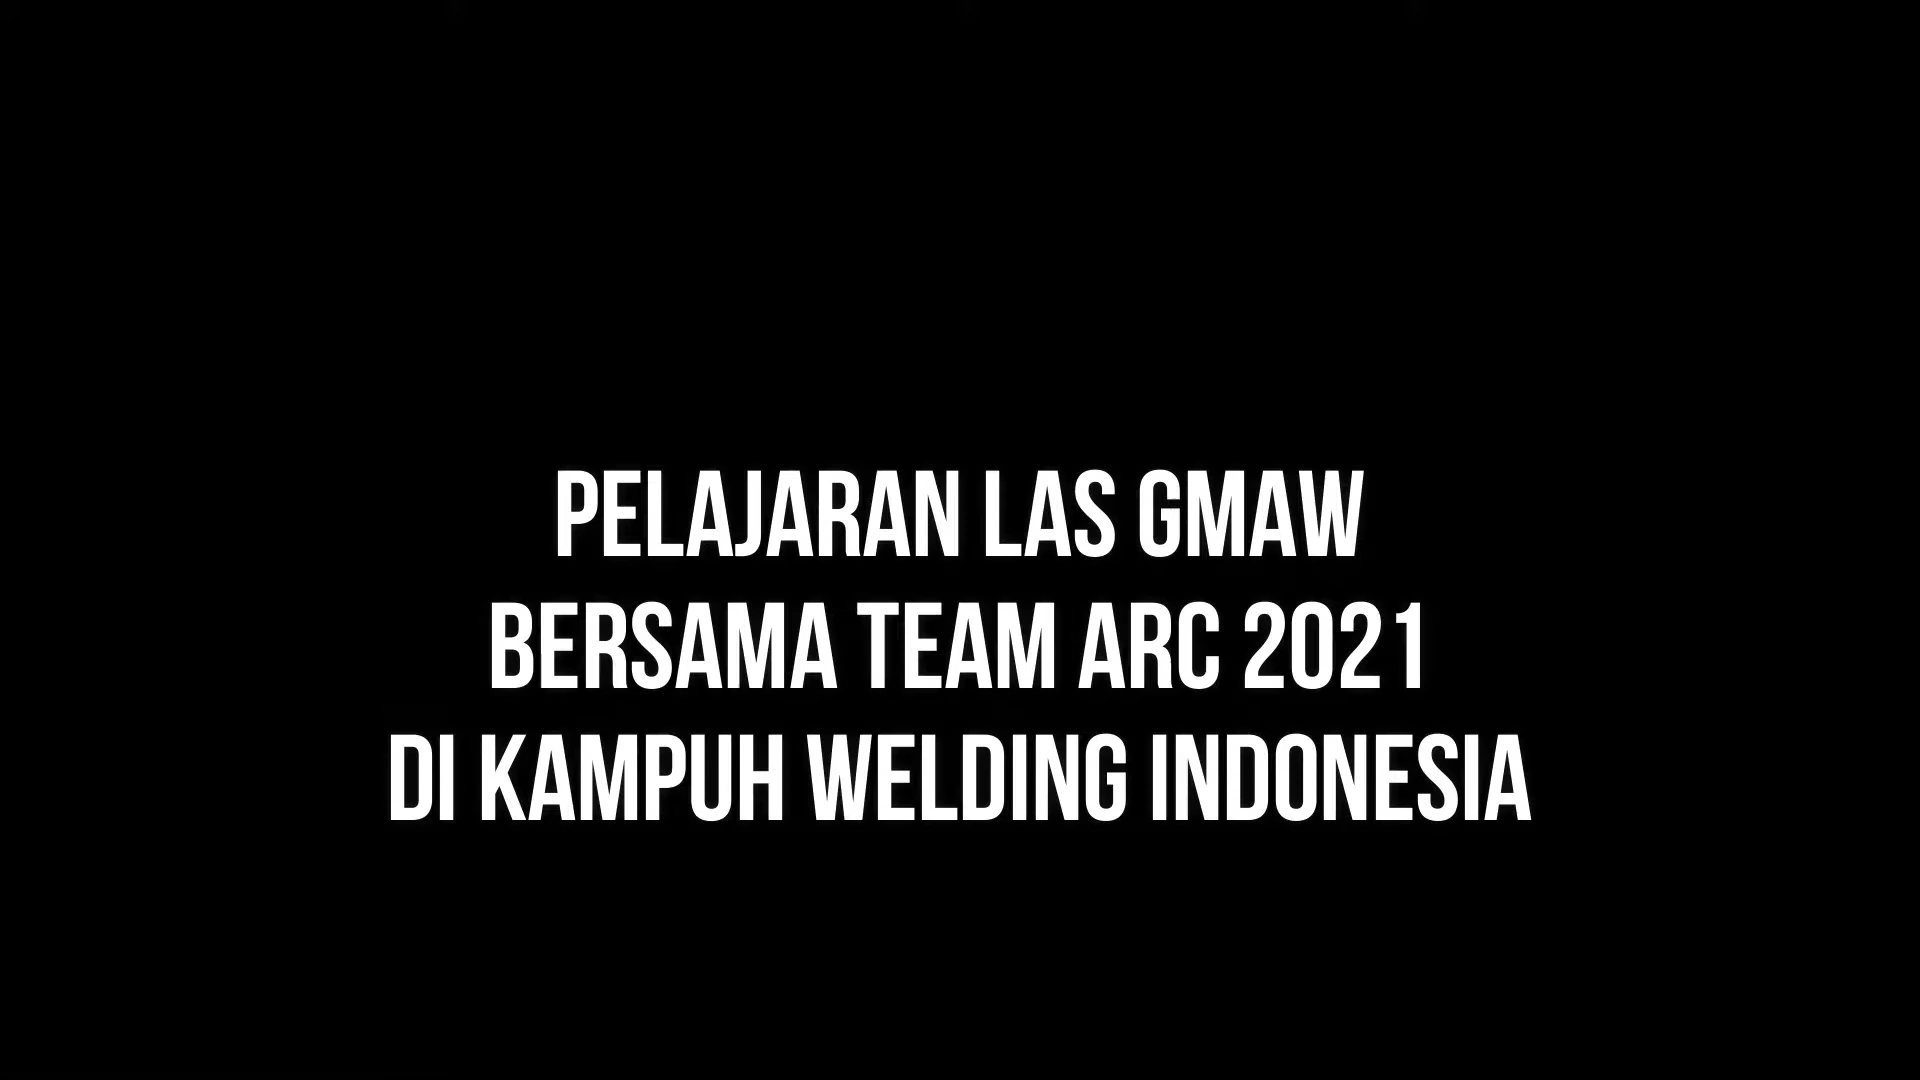 PELAJARAN LAS GMAW
BERSAMA TEAM ARC 2021
DI KAMPUH WELDING INDONESIA